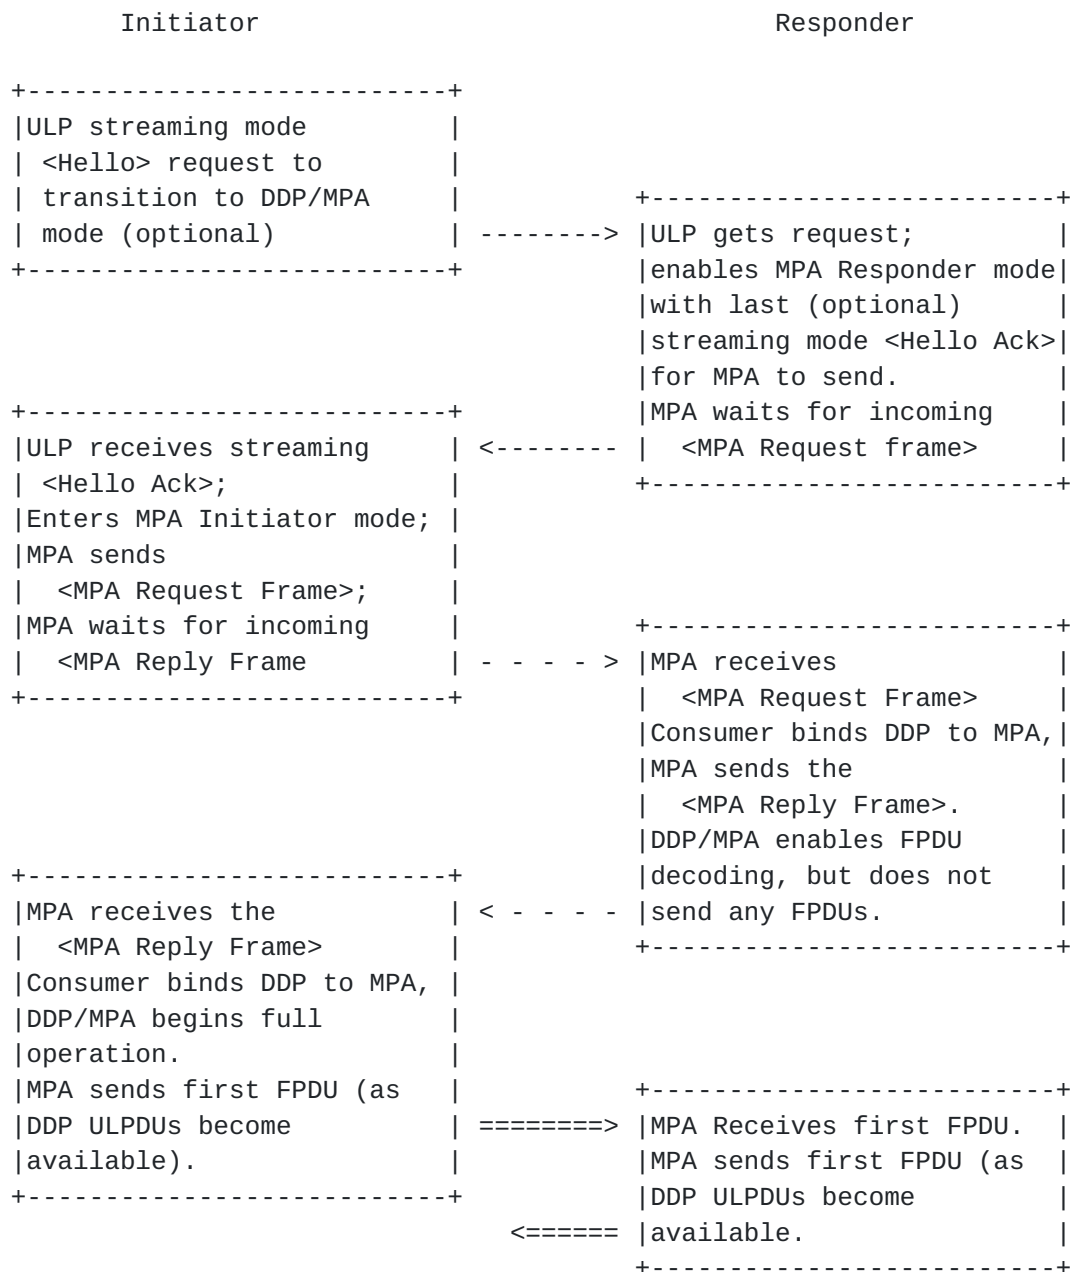 Initiator                                 Responder

+---------------------------+
|ULP streaming mode         |
| <Hello> request to        |
| transition to DDP/MPA     |           +--------------------------+
| mode (optional)           | --------> |ULP gets request;         |
+---------------------------+           |enables MPA Responder mode|
                                        |with last (optional)      |
                                        |streaming mode <Hello Ack>|
                                        |for MPA to send.          |
+---------------------------+           |MPA waits for incoming    |
|ULP receives streaming     | <-------- |  <MPA Request frame>     |
| <Hello Ack>;              |           +--------------------------+
|Enters MPA Initiator mode; |
|MPA sends                  |
|  <MPA Request Frame>;     |
|MPA waits for incoming     |           +--------------------------+
|  <MPA Reply Frame         | - - - - > |MPA receives              |
+---------------------------+           |  <MPA Request Frame>     |
                                        |Consumer binds DDP to MPA,|
                                        |MPA sends the             |
                                        |  <MPA Reply Frame>.      |
                                        |DDP/MPA enables FPDU      |
+---------------------------+           |decoding, but does not    |
|MPA receives the           | < - - - - |send any FPDUs.           |
|  <MPA Reply Frame>        |           +--------------------------+
|Consumer binds DDP to MPA, |
|DDP/MPA begins full        |
|operation.                 |
|MPA sends first FPDU (as   |           +--------------------------+
|DDP ULPDUs become          | ========> |MPA Receives first FPDU.  |
|available).                |           |MPA sends first FPDU (as  |
+---------------------------+           |DDP ULPDUs become         |
                                <====== |available.                |
                                        +--------------------------+